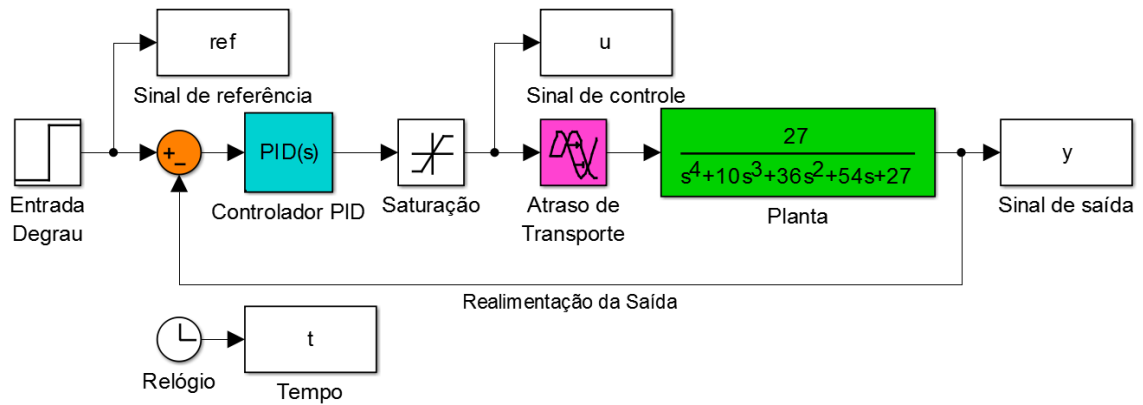 ref
Sinal de referência
u
Sinal de controle
Entrada
Degrau
+
−
PID(s)
Controlador PID
Saturação
Atraso de
Transporte
27
s⁴+10s³+36s²+54s+27
Planta
y
Sinal de saída
Realimentação da Saída
Relógio
t
Tempo